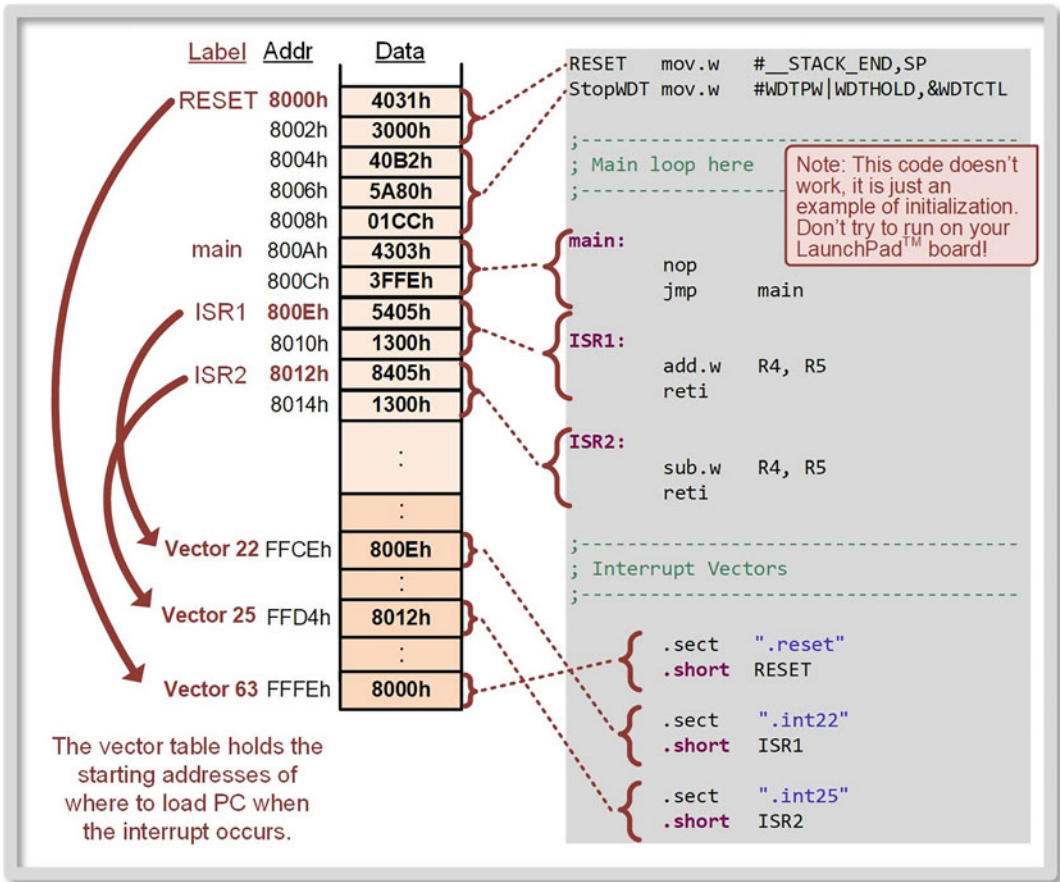 Label Addr Data
RESET 8000h 4031h
8002h 3000h
8004h 40B2h
8006h 5A80h
8008h 01CCh
main 800Ah 4303h
800Ch 3FFEh
ISR1 800Eh 5405h
8010h 1300h
ISR2 8012h 8405h
8014h 1300h
:
:
Vector 22 FFCEh 800Eh
:
Vector 25 FFD4h 8012h
:
Vector 63 FFFEh 8000h
The vector table holds the
starting addresses of
where to load PC when
the interrupt occurs.
RESET mov.w #__STACK_END,SP
StopWDT mov.w #WDTPW|WDTHOLD,&WDTCTL
;--------------------------------------
; Main loop here
;--------------------------------------
Note: This code doesn't
work, it is just an
example of initialization.
Don't try to run on your
LaunchPad™ board!
main:
nop
jmp main
ISR1:
add.w R4, R5
reti
ISR2:
sub.w R4, R5
reti
;--------------------------------------
; Interrupt Vectors
;--------------------------------------
.sect ".reset"
.short RESET
.sect ".int22"
.short ISR1
.sect ".int25"
.short ISR2